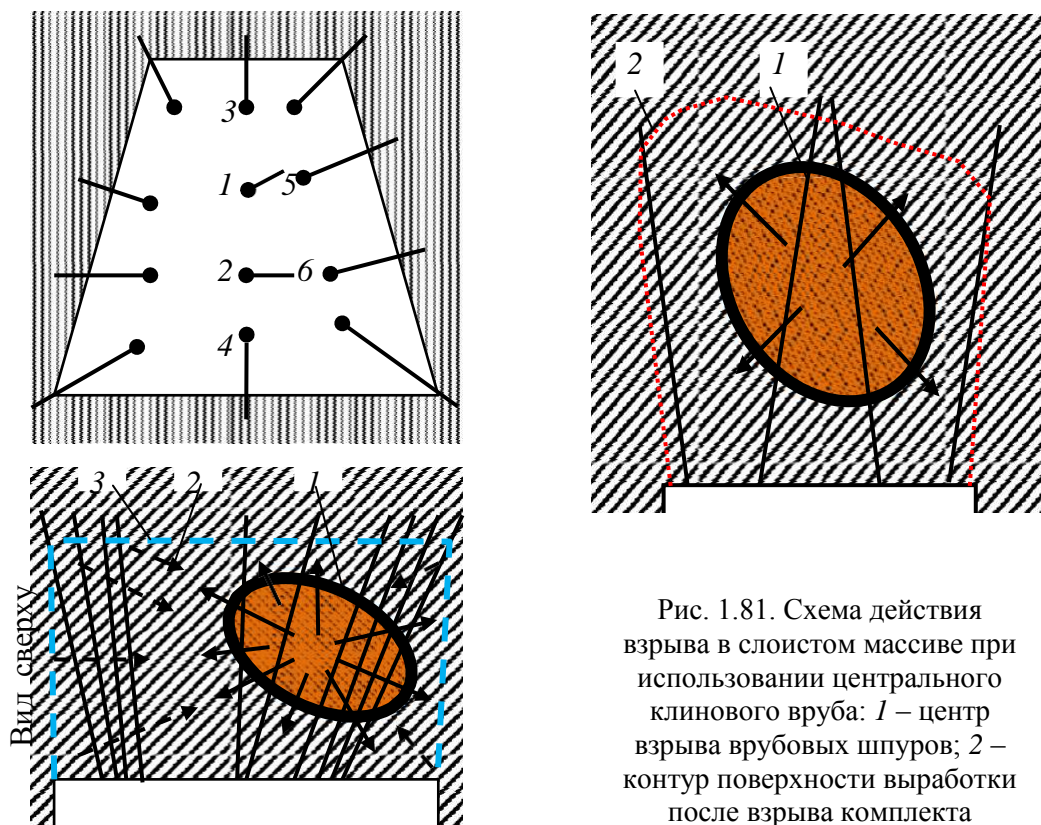 3
1
5
2
6
4
2
1
3
2
1
Вид сверху
Рис. 1.81. Схема действия
взрыва в слоистом массиве при
использовании центрального
клинового вруба: 1 – центр
взрыва врубовых шпуров; 2 –
контур поверхности выработки
после взрыва комплекта